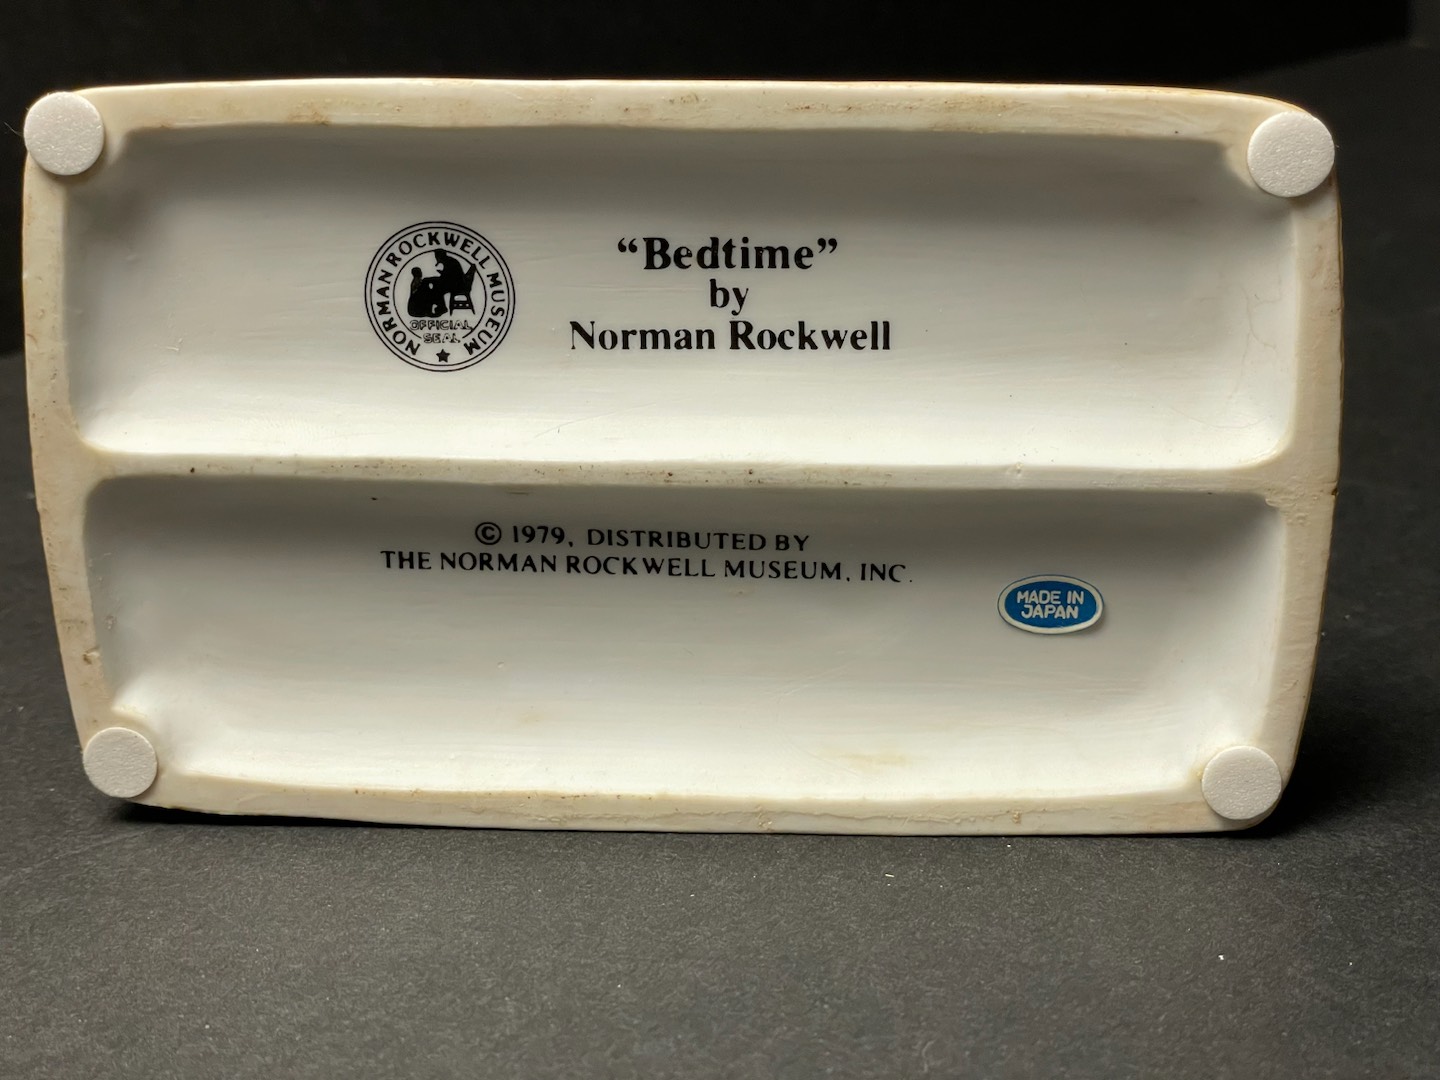 NORMAN ROCKWELL MUSEUM
OFFICIAL
SEAL
“Bedtime”
by
Norman Rockwell
© 1979, DISTRIBUTED BY
THE NORMAN ROCKWELL MUSEUM, INC.
MADE IN
JAPAN